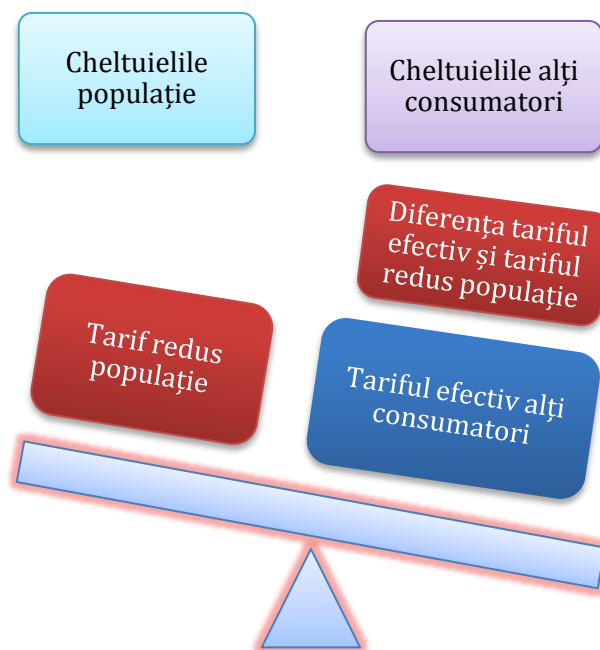 Cheltuielile
populație
Cheltuielile alți
consumatori
Diferența tariful
efectiv și tariful
redus populație
Tarif redus
populație
Tariful efectiv alți
consumatori